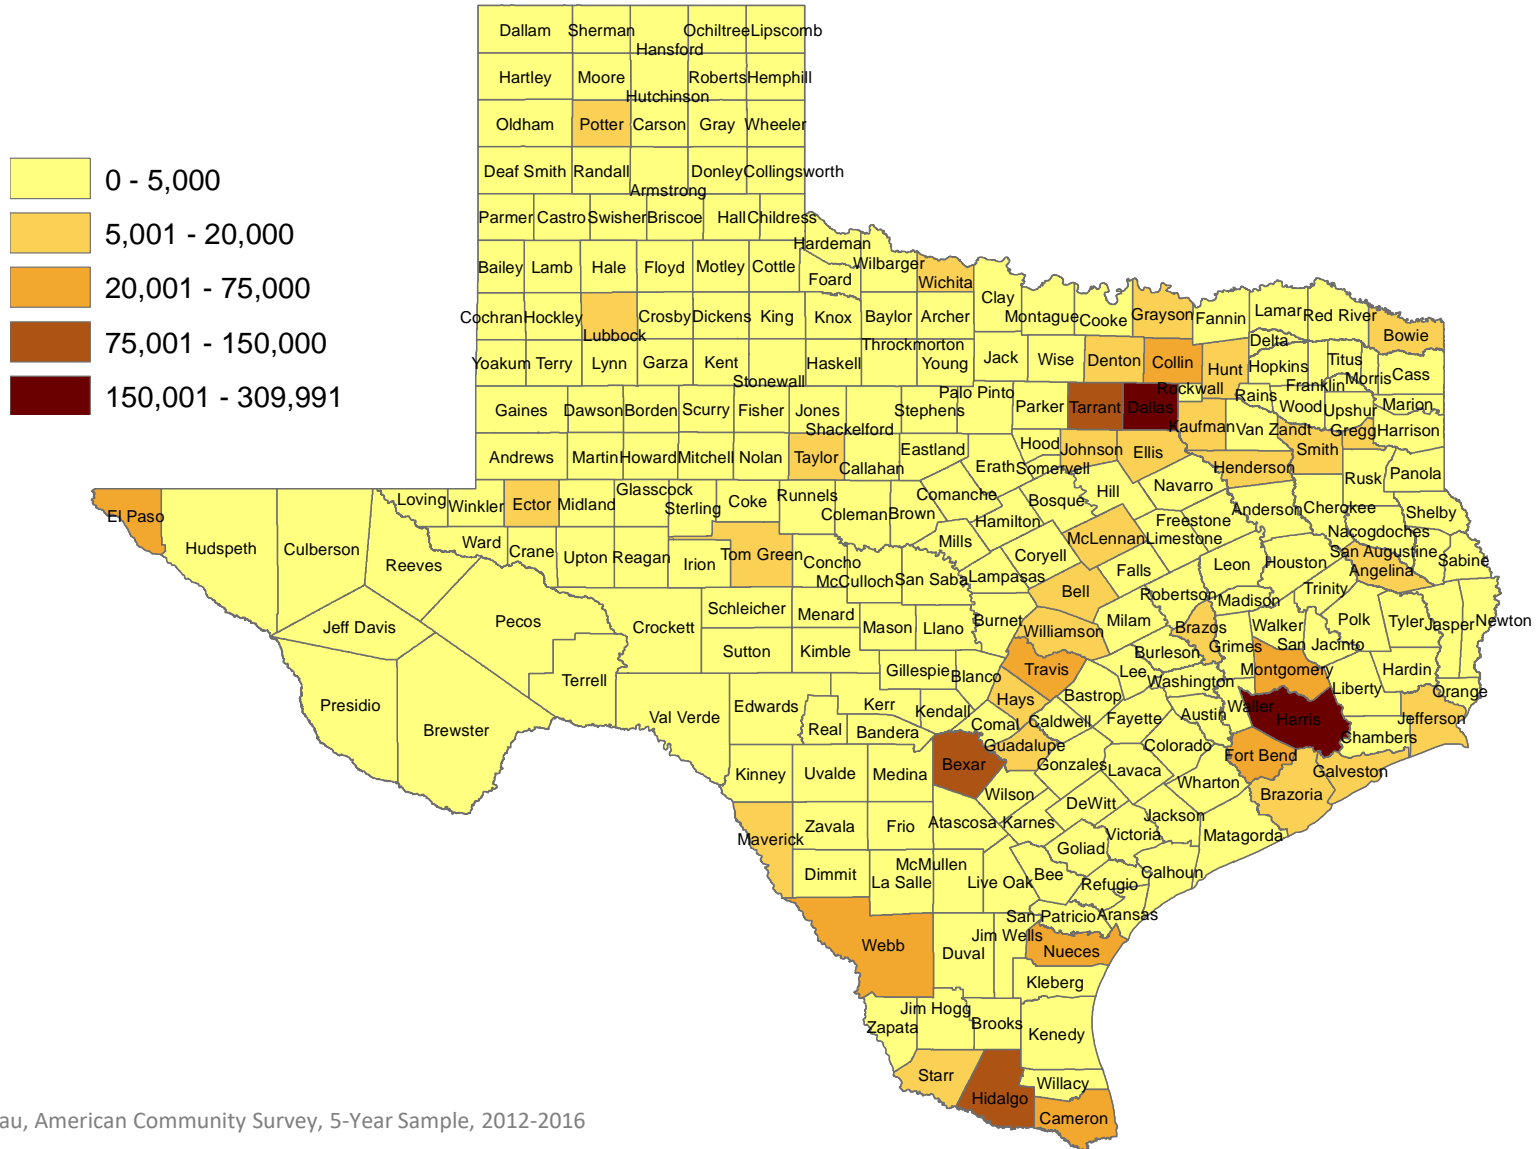 Dallam Sherman Ochiltree Lipscomb
Hansford
Hartley Moore Roberts Hemphill
Hutchinson
Oldham Potter Carson Gray Wheeler
0 - 5,000
Deaf Smith Randall Donley Collingsworth
Armstrong
Parmer Castro Swisher Briscoe Hall Childress
5,001 - 20,000
Hardeman
Bailey Lamb Hale Floyd Motley Cottle Foard Wilbarger Wichita
20,001 - 75,000
Clay
Cochran Hockley Lubbock Crosby Dickens King Knox Baylor Archer Montague Cooke Grayson Fannin Lamar Red River Bowie
75,001 - 150,000
Delta
Throckmorton
Yoakum Terry Lynn Garza Kent Haskell Young Jack Wise Denton Collin Hunt Hopkins Titus Morris Cass
Stonewall
Franklin
150,001 - 309,991
Palo Pinto Rockwall Rains
Gaines Dawson Borden Scurry Fisher Jones Stephens Parker Tarrant Dallas Wood Upshur Marion
Shackelford
Kaufman Van Zandt Gregg Harrison
Andrews Martin Howard Mitchell Nolan Taylor Callahan Eastland Hood Johnson Ellis Smith
Erath Somervell Henderson Rusk Panola
Loving Winkler Ector Midland Glasscock Sterling Coke Runnels Coleman Brown Comanche Bosque Hill Navarro Anderson Cherokee Shelby
El Paso Hamilton Freestone Nacogdoches
Hudspeth Culberson Reeves Ward Crane Upton Reagan Irion Tom Green Concho Mills McLennan Limestone San Augustine
McCulloch San Saba Lampasas Coryell Falls Leon Houston Angelina Sabine
Bell Robertson Madison Trinity
Jeff Davis Pecos Crockett Schleicher Menard Mason Llano Burnet Williamson Milam Brazos Walker Polk Tyler Jasper Newton
Sutton Kimble Burleson Grimes San Jacinto
Terrell Gillespie Blanco Travis Lee Washington Montgomery Liberty Hardin
Presidio Brewster Val Verde Edwards Kerr Kendall Hays Bastrop Austin Waller Harris Orange
Real Bandera Comal Caldwell Fayette Jefferson
Chambers
Kinney Uvalde Medina Bexar Guadalupe Gonzales Colorado Fort Bend
Lavaca Galveston
Wilson Wharton Brazoria
Maverick Zavala Frio Atascosa Karnes DeWitt Jackson
Victoria Matagorda
Goliad
Dimmit La Salle McMullen Live Oak Bee Calhoun
Refugio
San Patricio Aransas
Webb Duval Jim Wells Nueces
Kleberg
Zapata Jim Hogg Brooks Kenedy
Starr Hidalgo Willacy
Cameron
au, American Community Survey, 5-Year Sample, 2012-2016